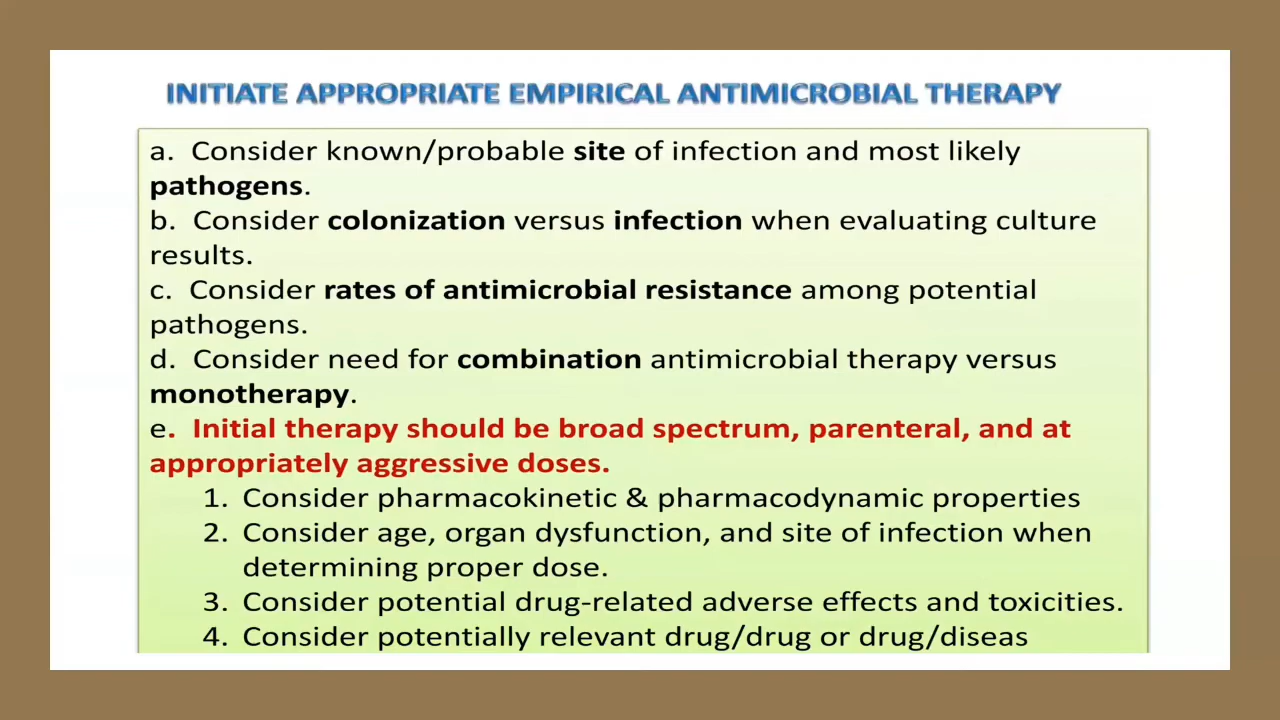 INITIATE APPROPRIATE EMPIRICAL ANTIMICROBIAL THERAPY
a. Consider known/probable site of infection and most likely
pathogens.
b. Consider colonization versus infection when evaluating culture
results.
c. Consider rates of antimicrobial resistance among potential
pathogens.
d. Consider need for combination antimicrobial therapy versus
monotherapy.
e. Initial therapy should be broad spectrum, parenteral, and at
appropriately aggressive doses.
1. Consider pharmacokinetic & pharmacodynamic properties
2. Consider age, organ dysfunction, and site of infection when
determining proper dose.
3. Consider potential drug-related adverse effects and toxicities.
4. Consider potentially relevant drug/drug or drug/diseas